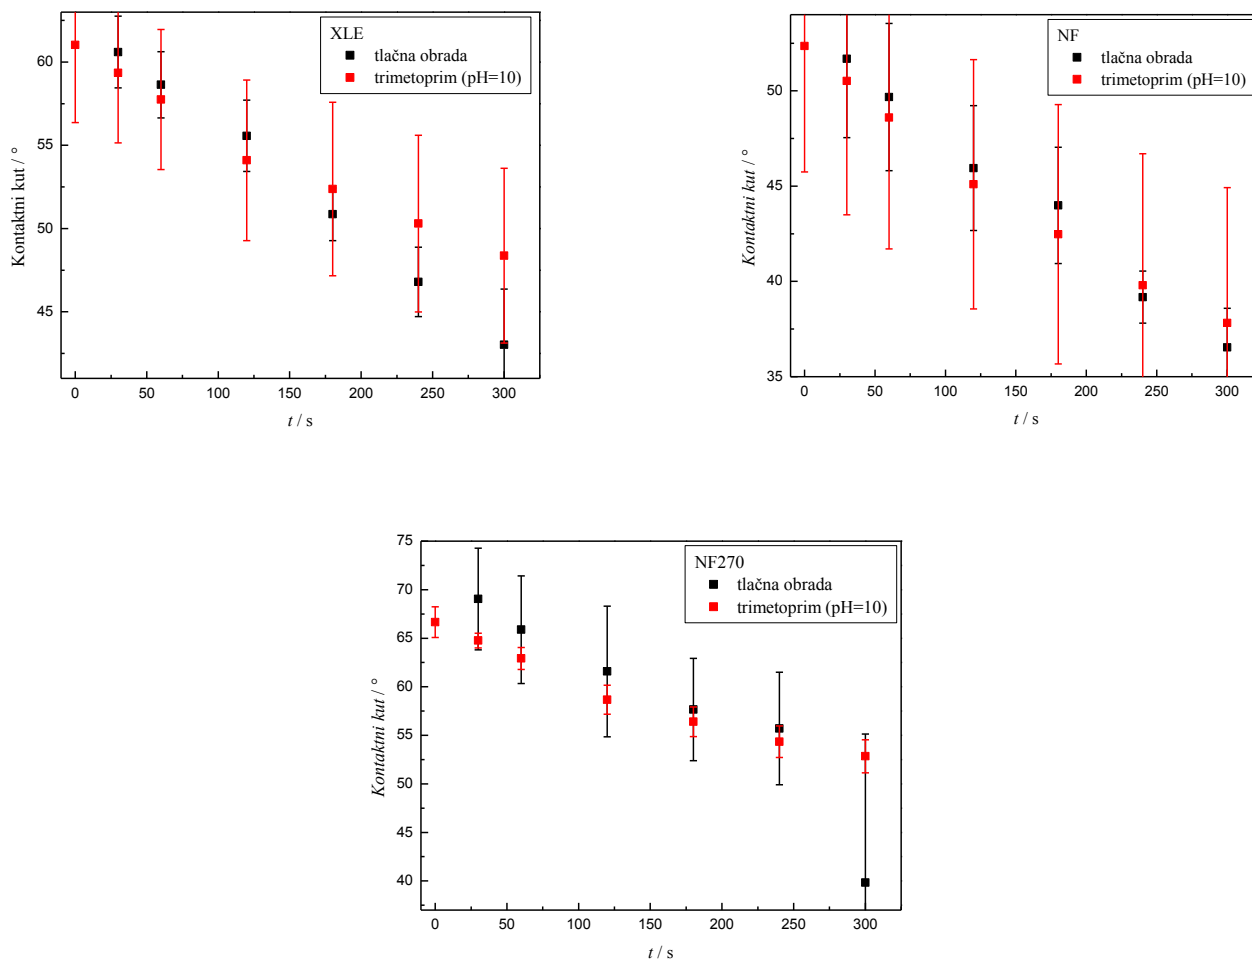 XLE
tlačna obrada
trimetoprim (pH=10)
60
55
50
45
Kontaktni kut / °
0 50 100 150 200 250 300
t / s
NF
tlačna obrada
trimetoprim (pH=10)
50
45
40
35
Kontaktni kut / °
0 50 100 150 200 250 300
t / s
NF270
tlačna obrada
trimetoprim (pH=10)
75
70
65
60
55
50
45
40
Kontaktni kut / °
0 50 100 150 200 250 300
t / s